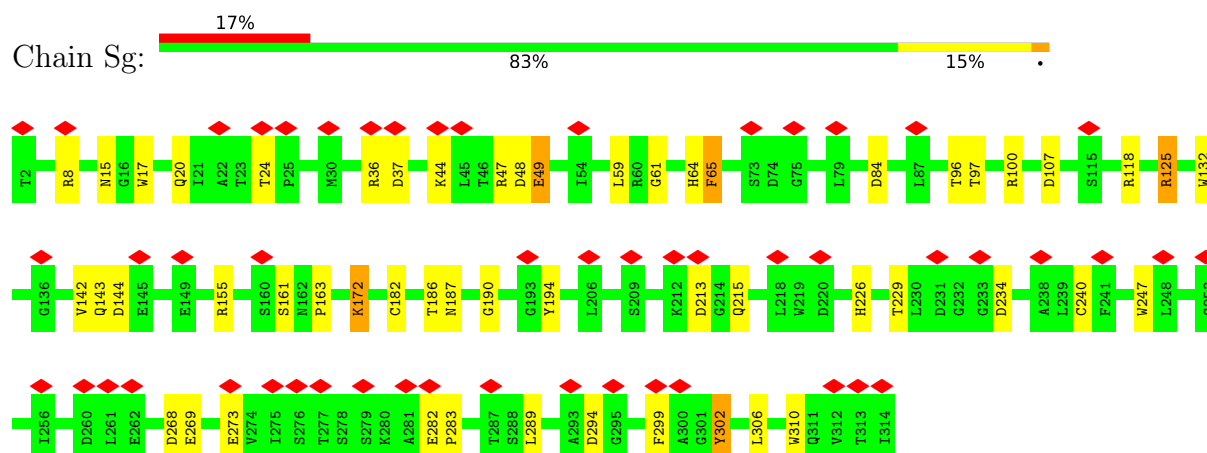 17%
Chain Sg:
83% 15% •
T2 R8 N15 G16 W17 Q20 I21 A22 T23 T24 P25 M30 R36 D37 K44 L45 T46 R47 D48 E49 I54 L59 R60 G61 H64 F65 S73 D74 G75 L79 D84 L87 T96 T97 R100 D107 S115 R118 R125 W132
G136 V142 Q143 D144 E145 E149 R155 S160 S161 N162 P163 K172 C182 T186 N187 G190 G193 Y194 L206 S209 K212 D213 G214 Q215 L218 W219 D220 H226 T229 L230 D231 G232 G233 D234 A238 L239 C240 F241 W247 L248
I256 D260 L261 E262 D268 E269 E273 V274 I275 S276 T277 S278 S279 K280 A281 E282 P283 T287 S288 L289 A293 D294 G295 F299 A300 G301 Y302 L306 W310 Q311 V312 T313 I314